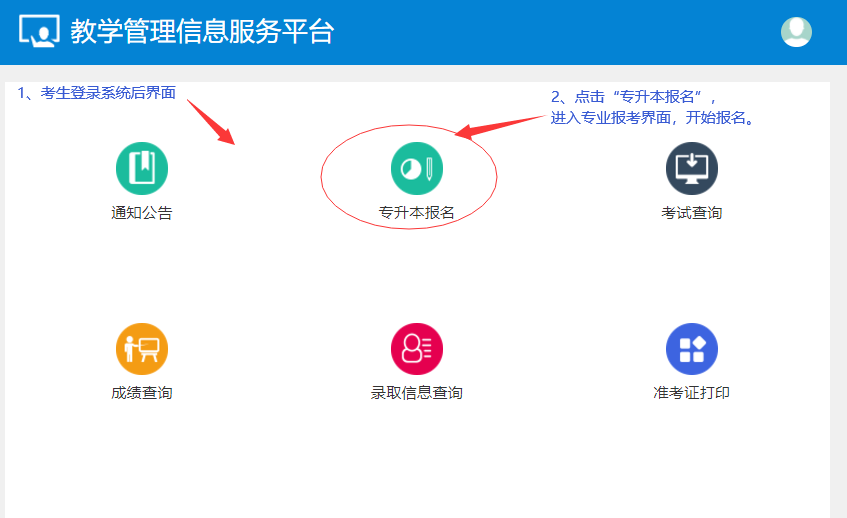 教学管理信息服务平台
1、考生登录系统后界面
2、点击“专升本报名”，
进入专业报考界面，开始报名。
通知公告
专升本报名
考试查询
成绩查询
录取信息查询
准考证打印